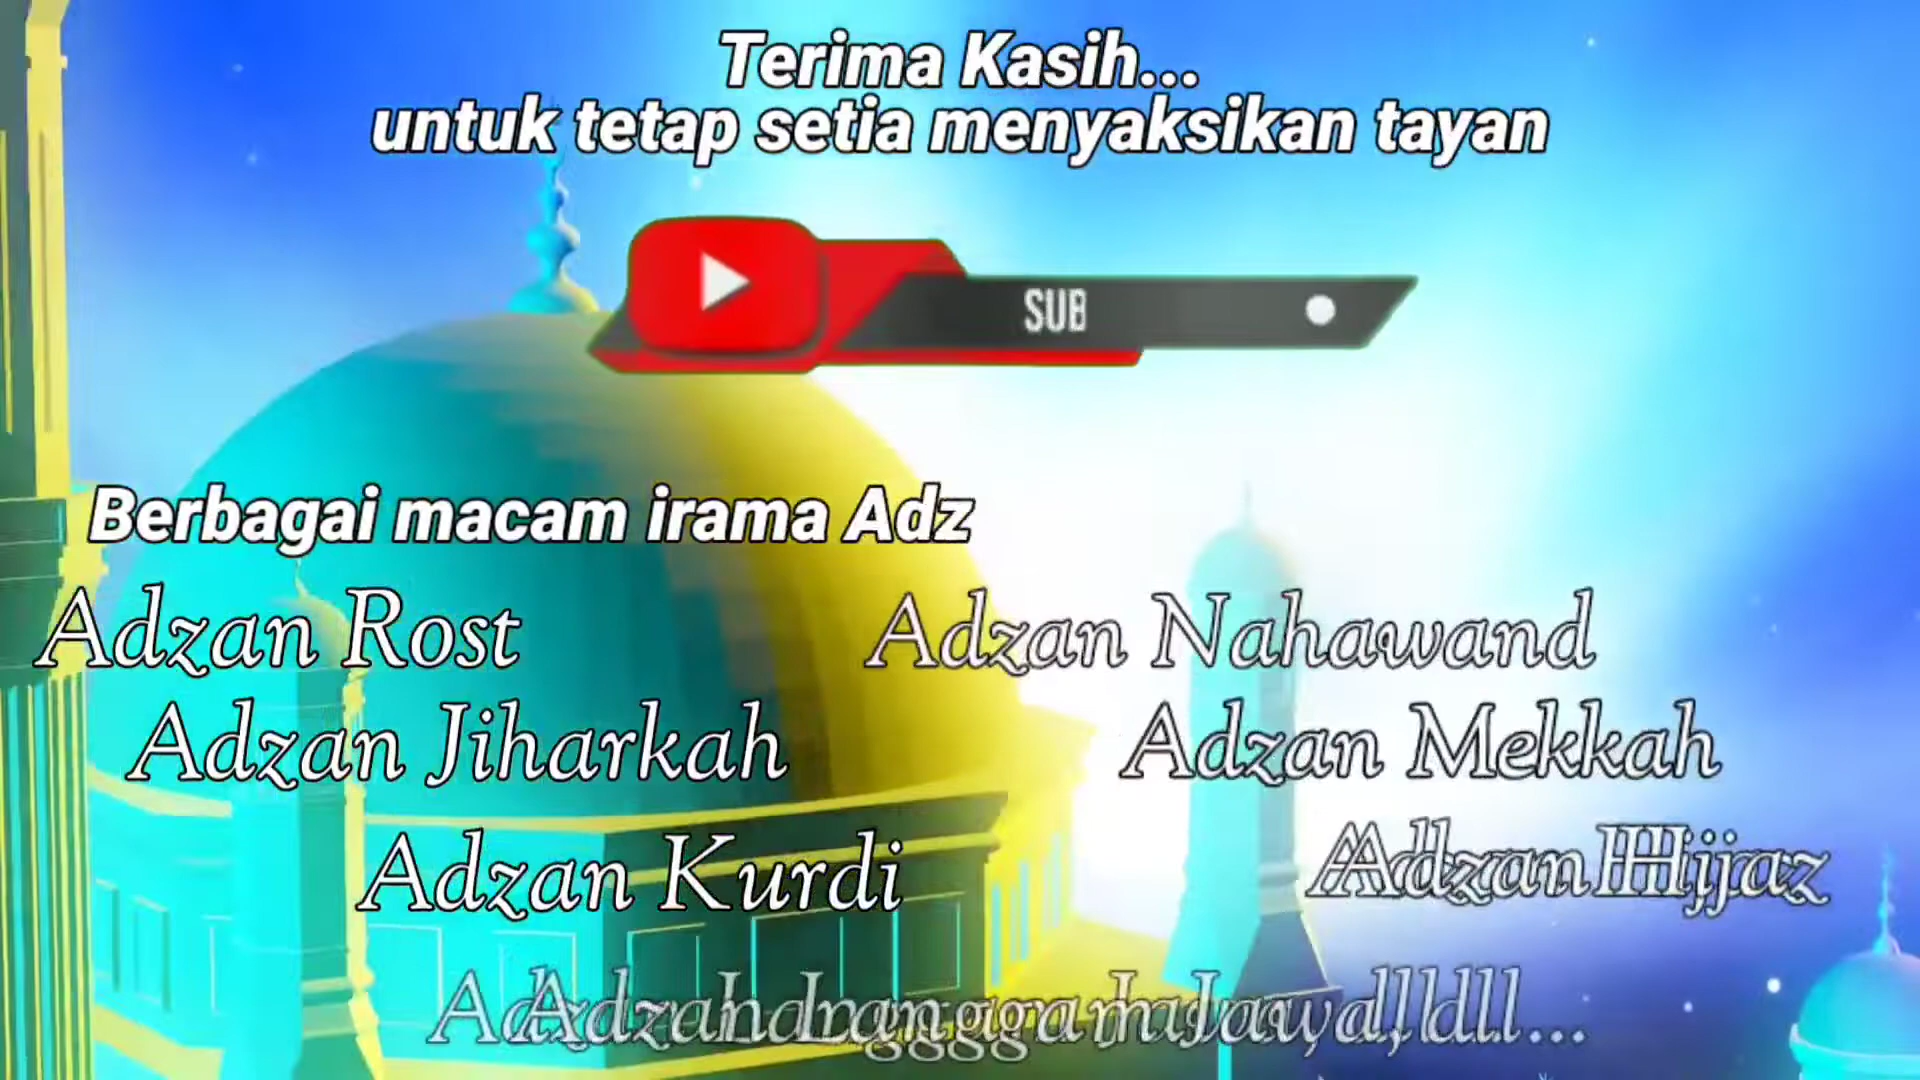 Terima Kasih...
untuk tetap setia menyaksikan tayan
SUB
Berbagai macam irama Adz
Adzan Rost
Adzan Nahawand
Adzan Jiharkah
Adzan Mekkah
Adzan Kurdi
Adzan Hijaz